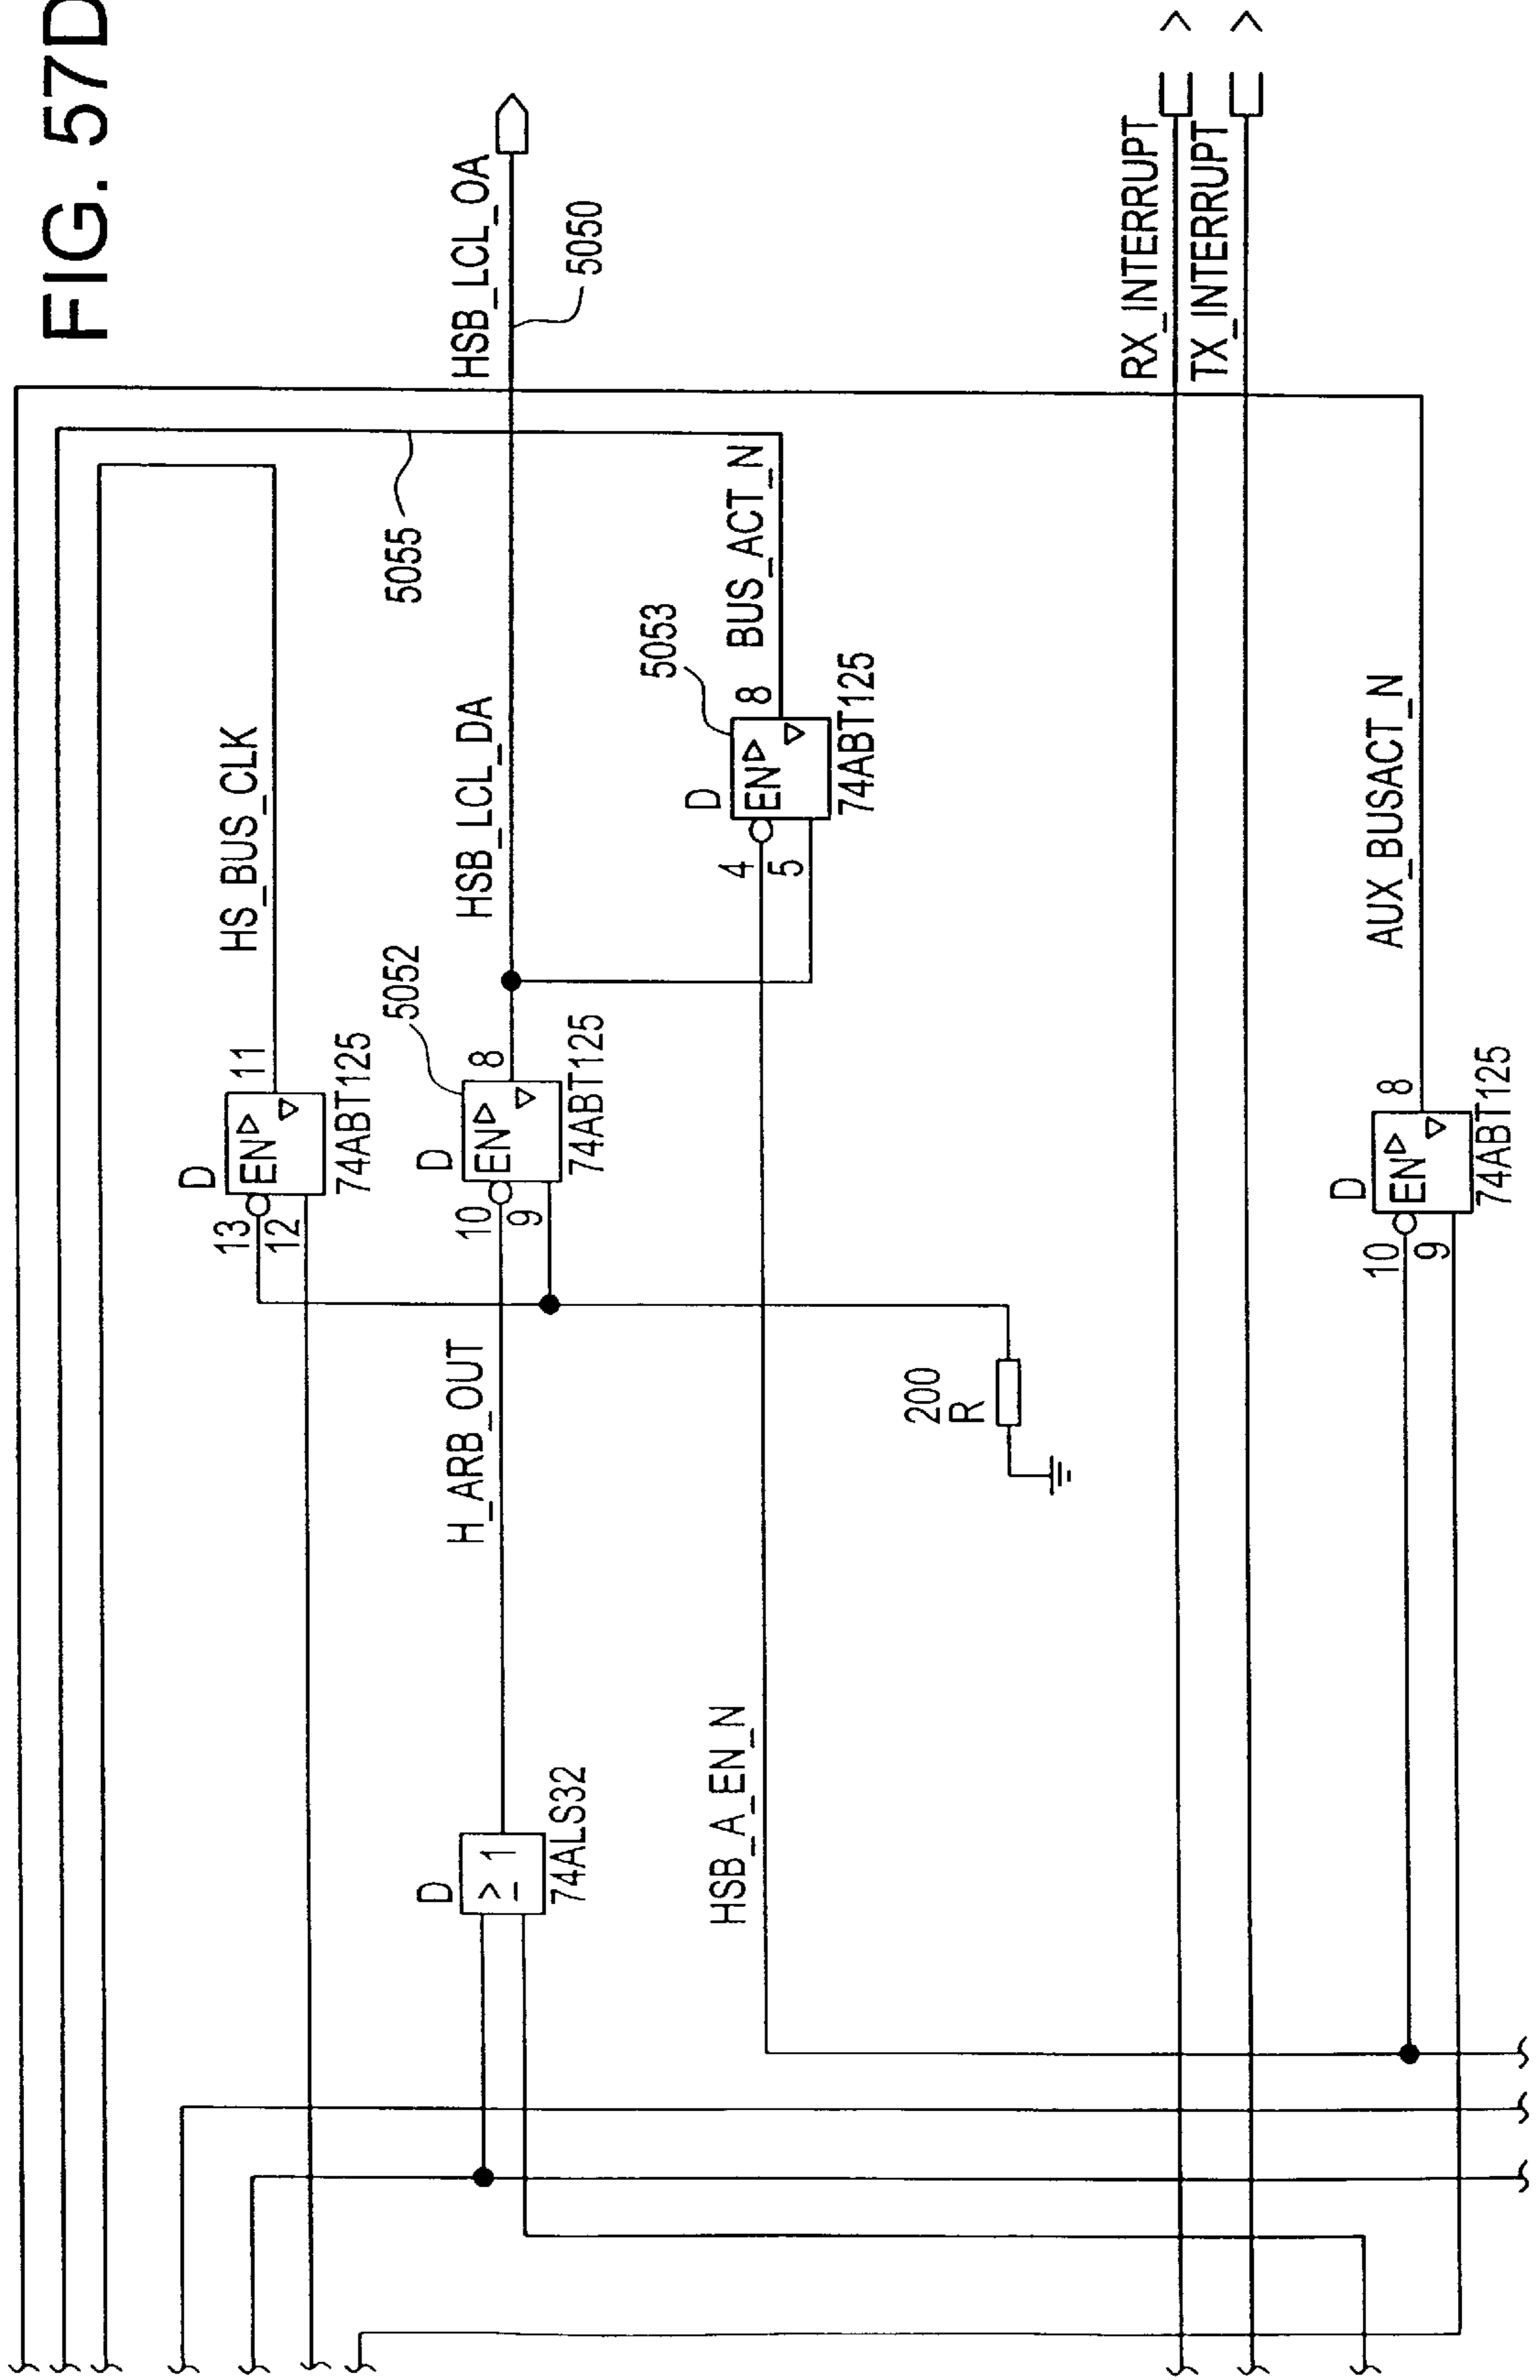 FIG. 57D
HS_BUS_CLK
D
13
12
EN
11
74ABT125
5055
HSB_LCL_OA
5050
H_ARB_OUT
D
10
9
EN
8
74ABT125
5052
HSB_LCL_DA
D
≥ 1
74ALS32
HSB_A_EN_N
D
4
5
EN
8
74ABT125
5053
BUS_ACT_N
200
R
RX_INTERRUPT
TX_INTERRUPT
D
10
9
EN
8
74ABT125
AUX_BUSACT_N